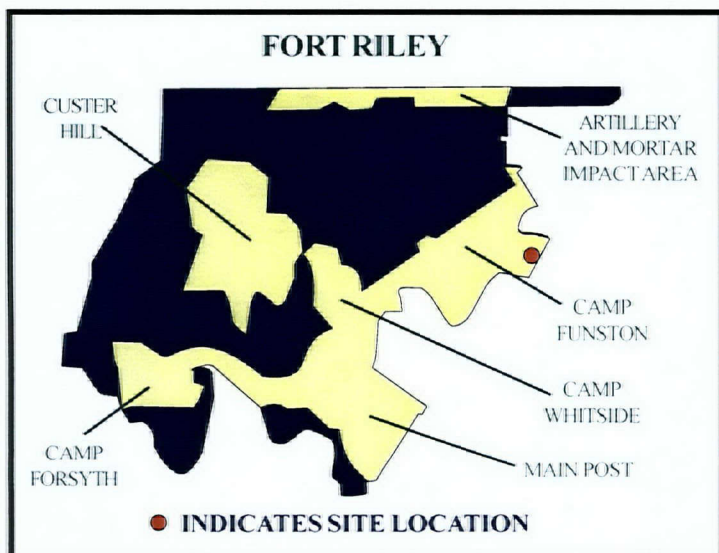 FORT RILEY
CUSTER
HILL
ARTILLERY
AND MORTAR
IMPACT AREA
CAMP
FUNSTON
CAMP
WHITSIDE
CAMP
FORSYTH
MAIN POST
INDICATES SITE LOCATION